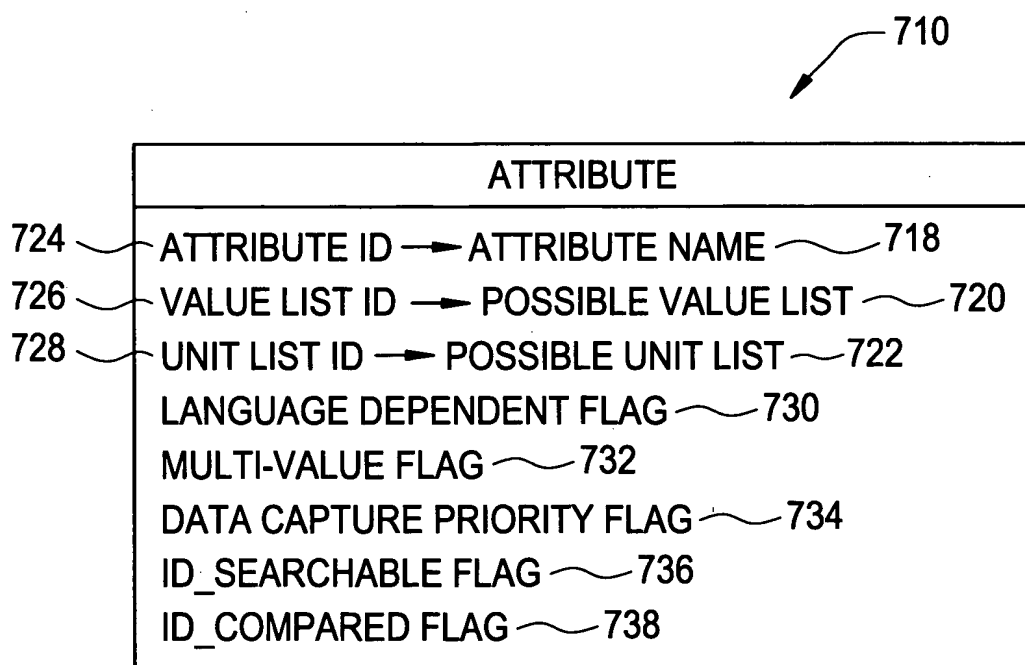 710
ATTRIBUTE
724 ATTRIBUTE ID → ATTRIBUTE NAME 718
726 VALUE LIST ID → POSSIBLE VALUE LIST 720
728 UNIT LIST ID → POSSIBLE UNIT LIST 722
LANGUAGE DEPENDENT FLAG 730
MULTI-VALUE FLAG 732
DATA CAPTURE PRIORITY FLAG 734
ID_SEARCHABLE FLAG 736
ID_COMPARED FLAG 738